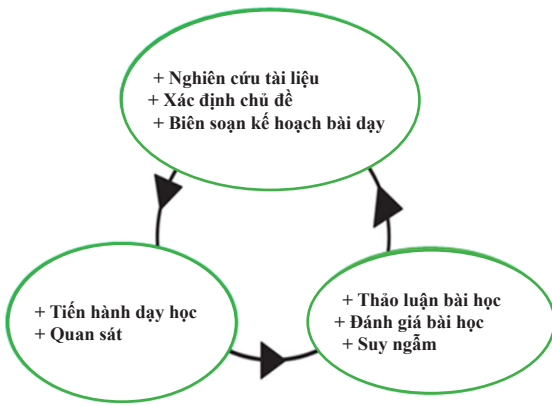 + Nghiên cứu tài liệu
+ Xác định chủ đề
+ Biên soạn kế hoạch bài dạy
+ Tiến hành dạy học
+ Quan sát
+ Thảo luận bài học
+ Đánh giá bài học
+ Suy ngẫm